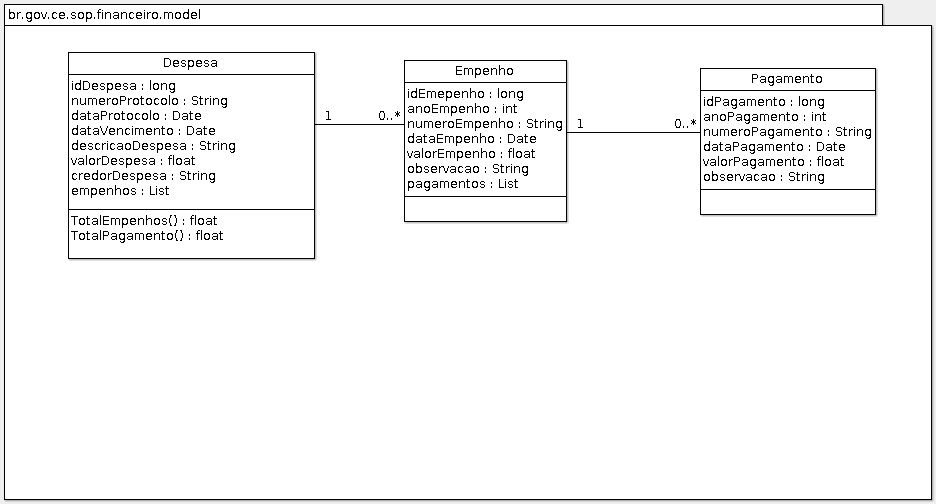 br.gov.ce.sop.financeiro.model
Despesa
idDespesa : long
numeroProtocolo : String
dataProtocolo : Date
dataVencimento : Date
descricaoDespesa : String
valorDespesa : float
credorDespesa : String
empenhos : List
TotalEmpenhos() : float
TotalPagamento() : float
1
0..*
Empenho
idEmepenho : long
anoEmpenho : int
numeroEmpenho : String
dataEmpenho : Date
valorEmpenho : float
observacao : String
pagamentos : List
1
0..*
Pagamento
idPagamento : long
anoPagamento : int
numeroPagamento : String
dataPagamento : Date
valorPagamento : float
observacao : String